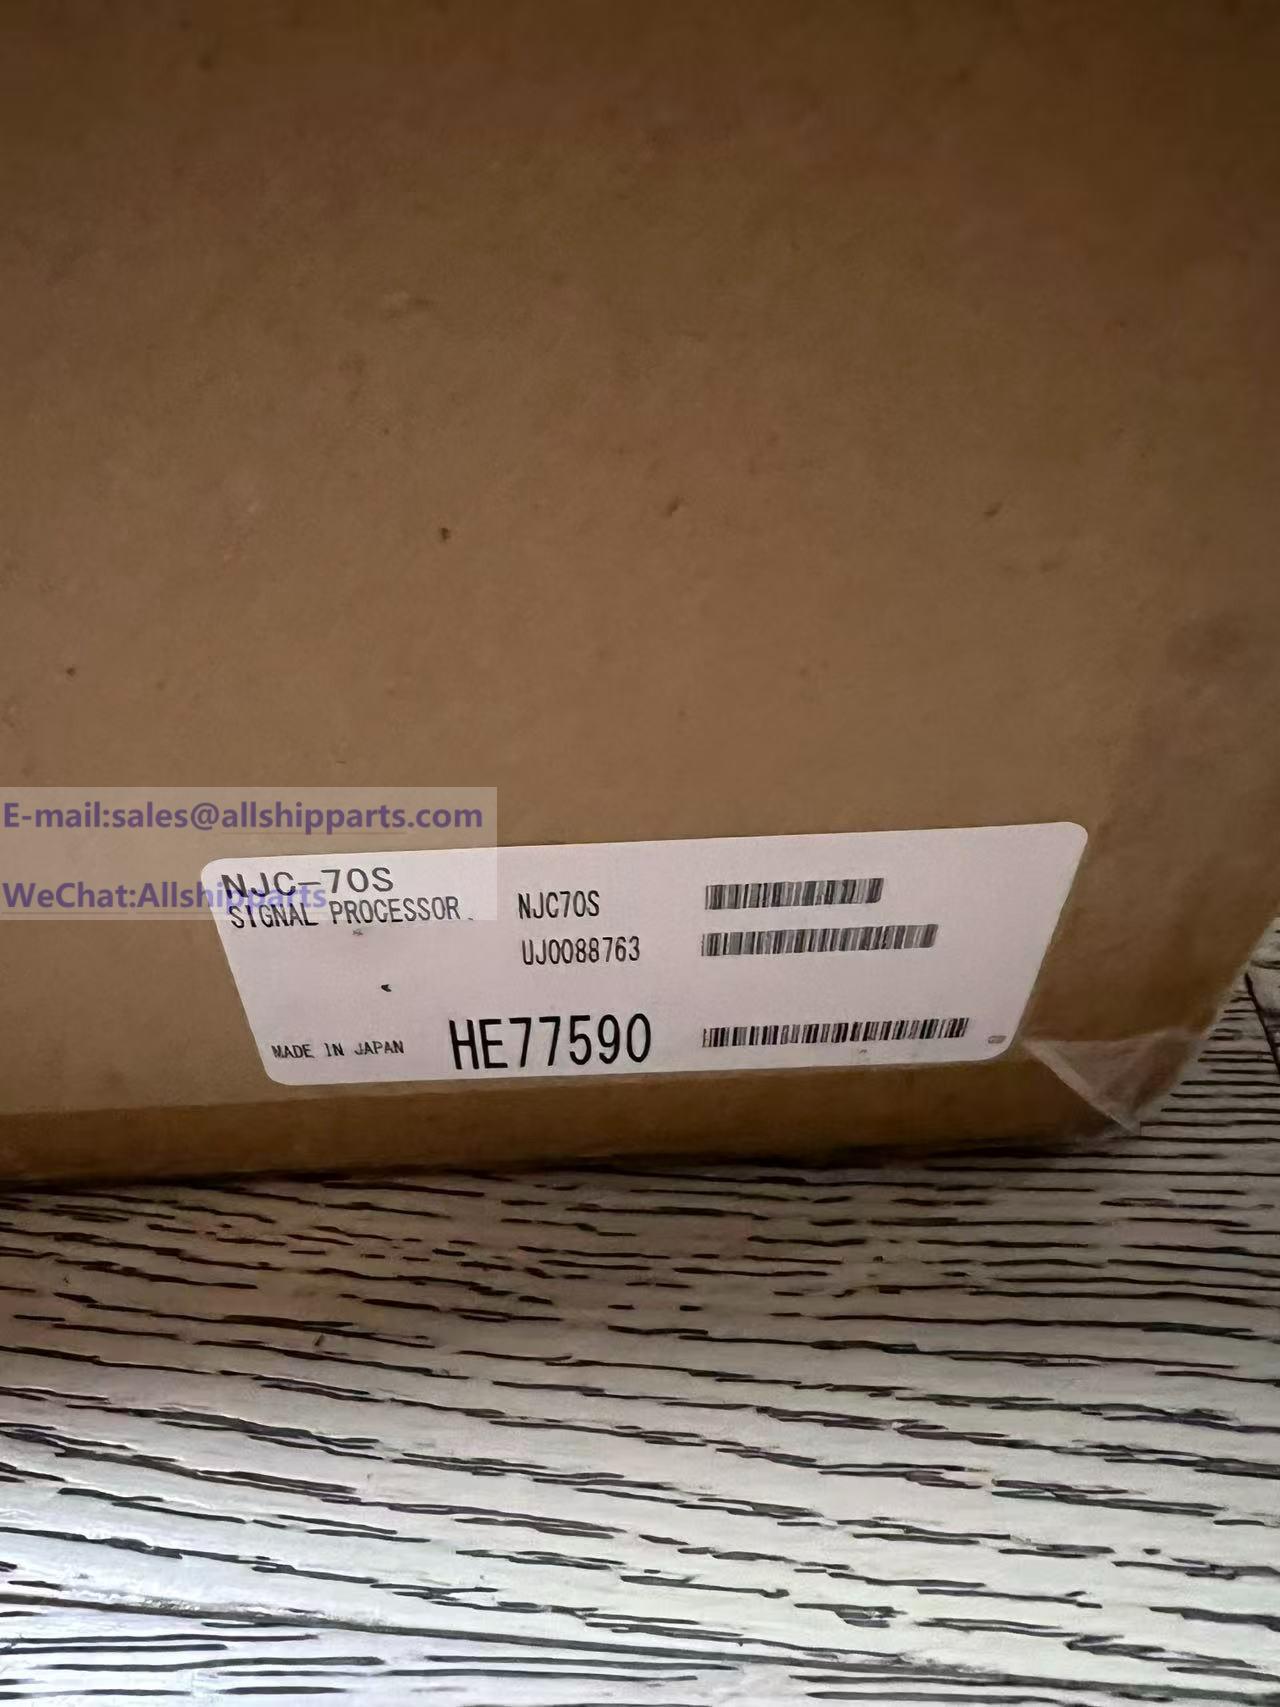 E-mail:sales@allshipparts.com
WeChat:Allshipparts
NJC-70S
SIGNAL PROCESSOR.
NJC70S
UJ0088763
MADE IN JAPAN
HE77590